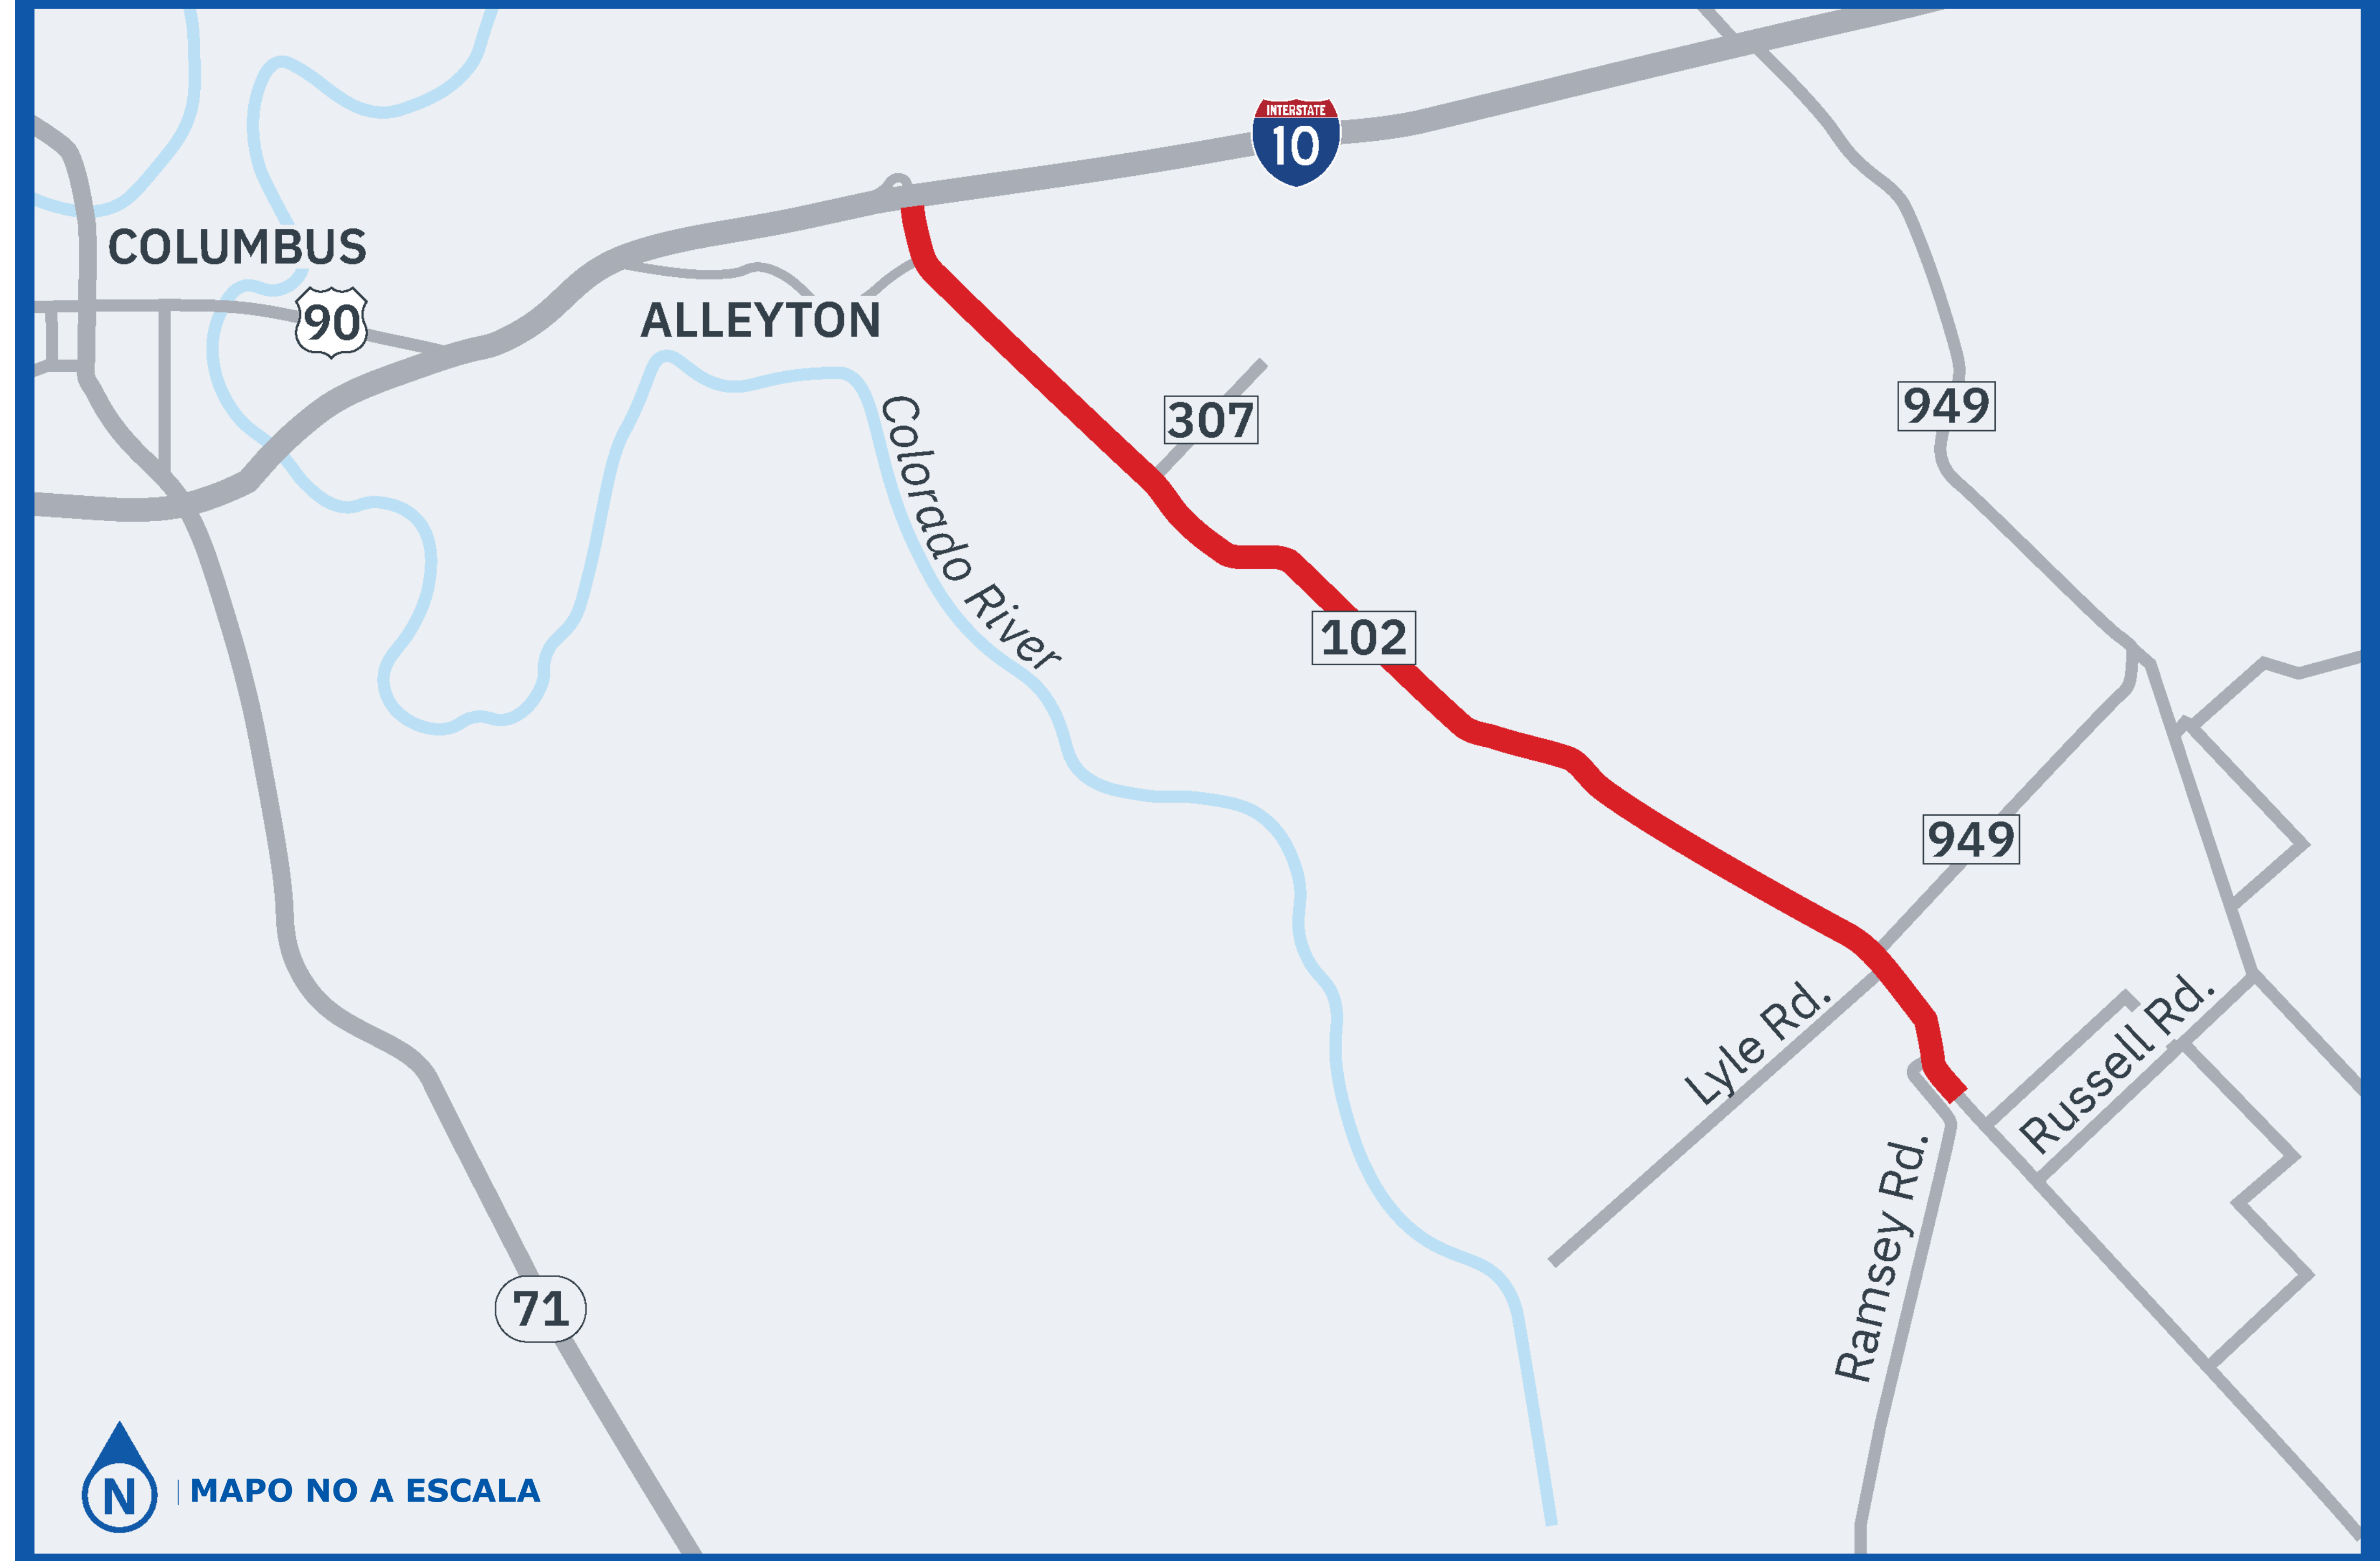 INTERSTATE
10
COLUMBUS
90
ALLEYTON
307
949
Colorado River
102
949
Lyle Rd.
Russell Rd.
Ramsey Rd.
71
N
MAPO NO A ESCALA